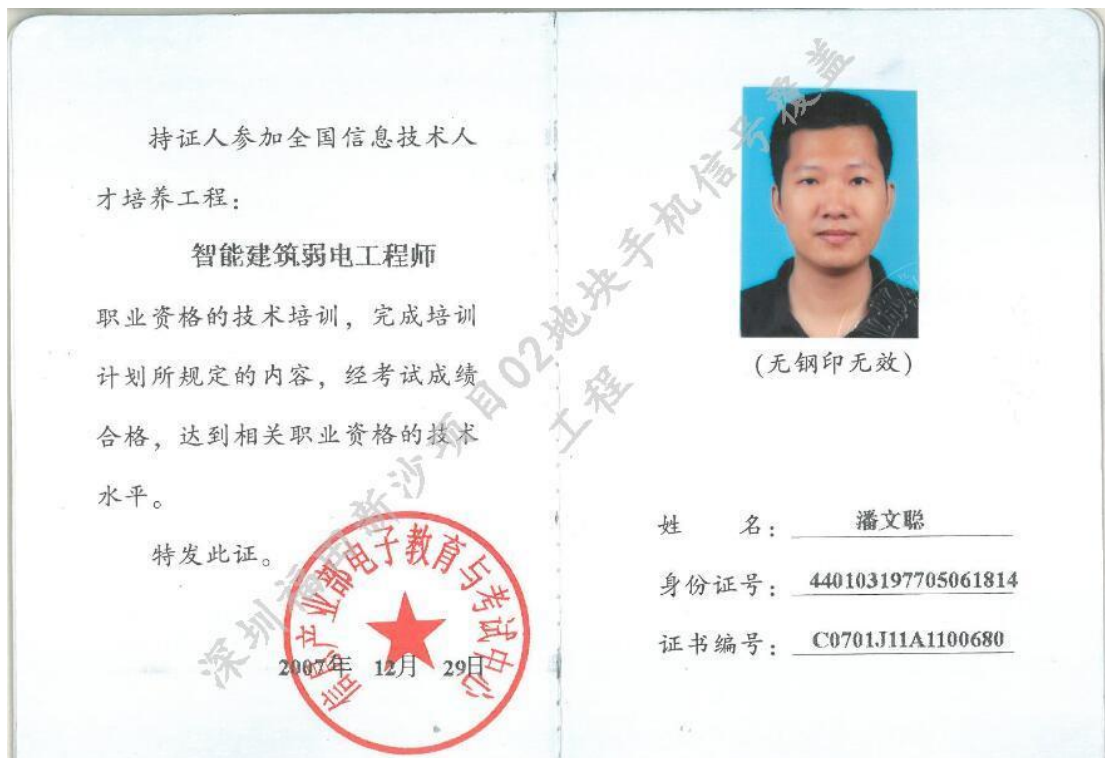 持证人参加全国信息技术人
才培养工程：
智能建筑弱电工程师
职业资格的技术培训，完成培训
计划所规定的内容，经考试成绩
合格，达到相关职业资格的技术
水平。
特发此证。
信息产业部电子教育与考试中心
2007年 12月 29日
(无钢印无效)
姓 名：潘文聪
身份证号：440103197705061814
证书编号：C0701J11A1100680
深圳福田新沙项目02地块手机信号覆盖
工程